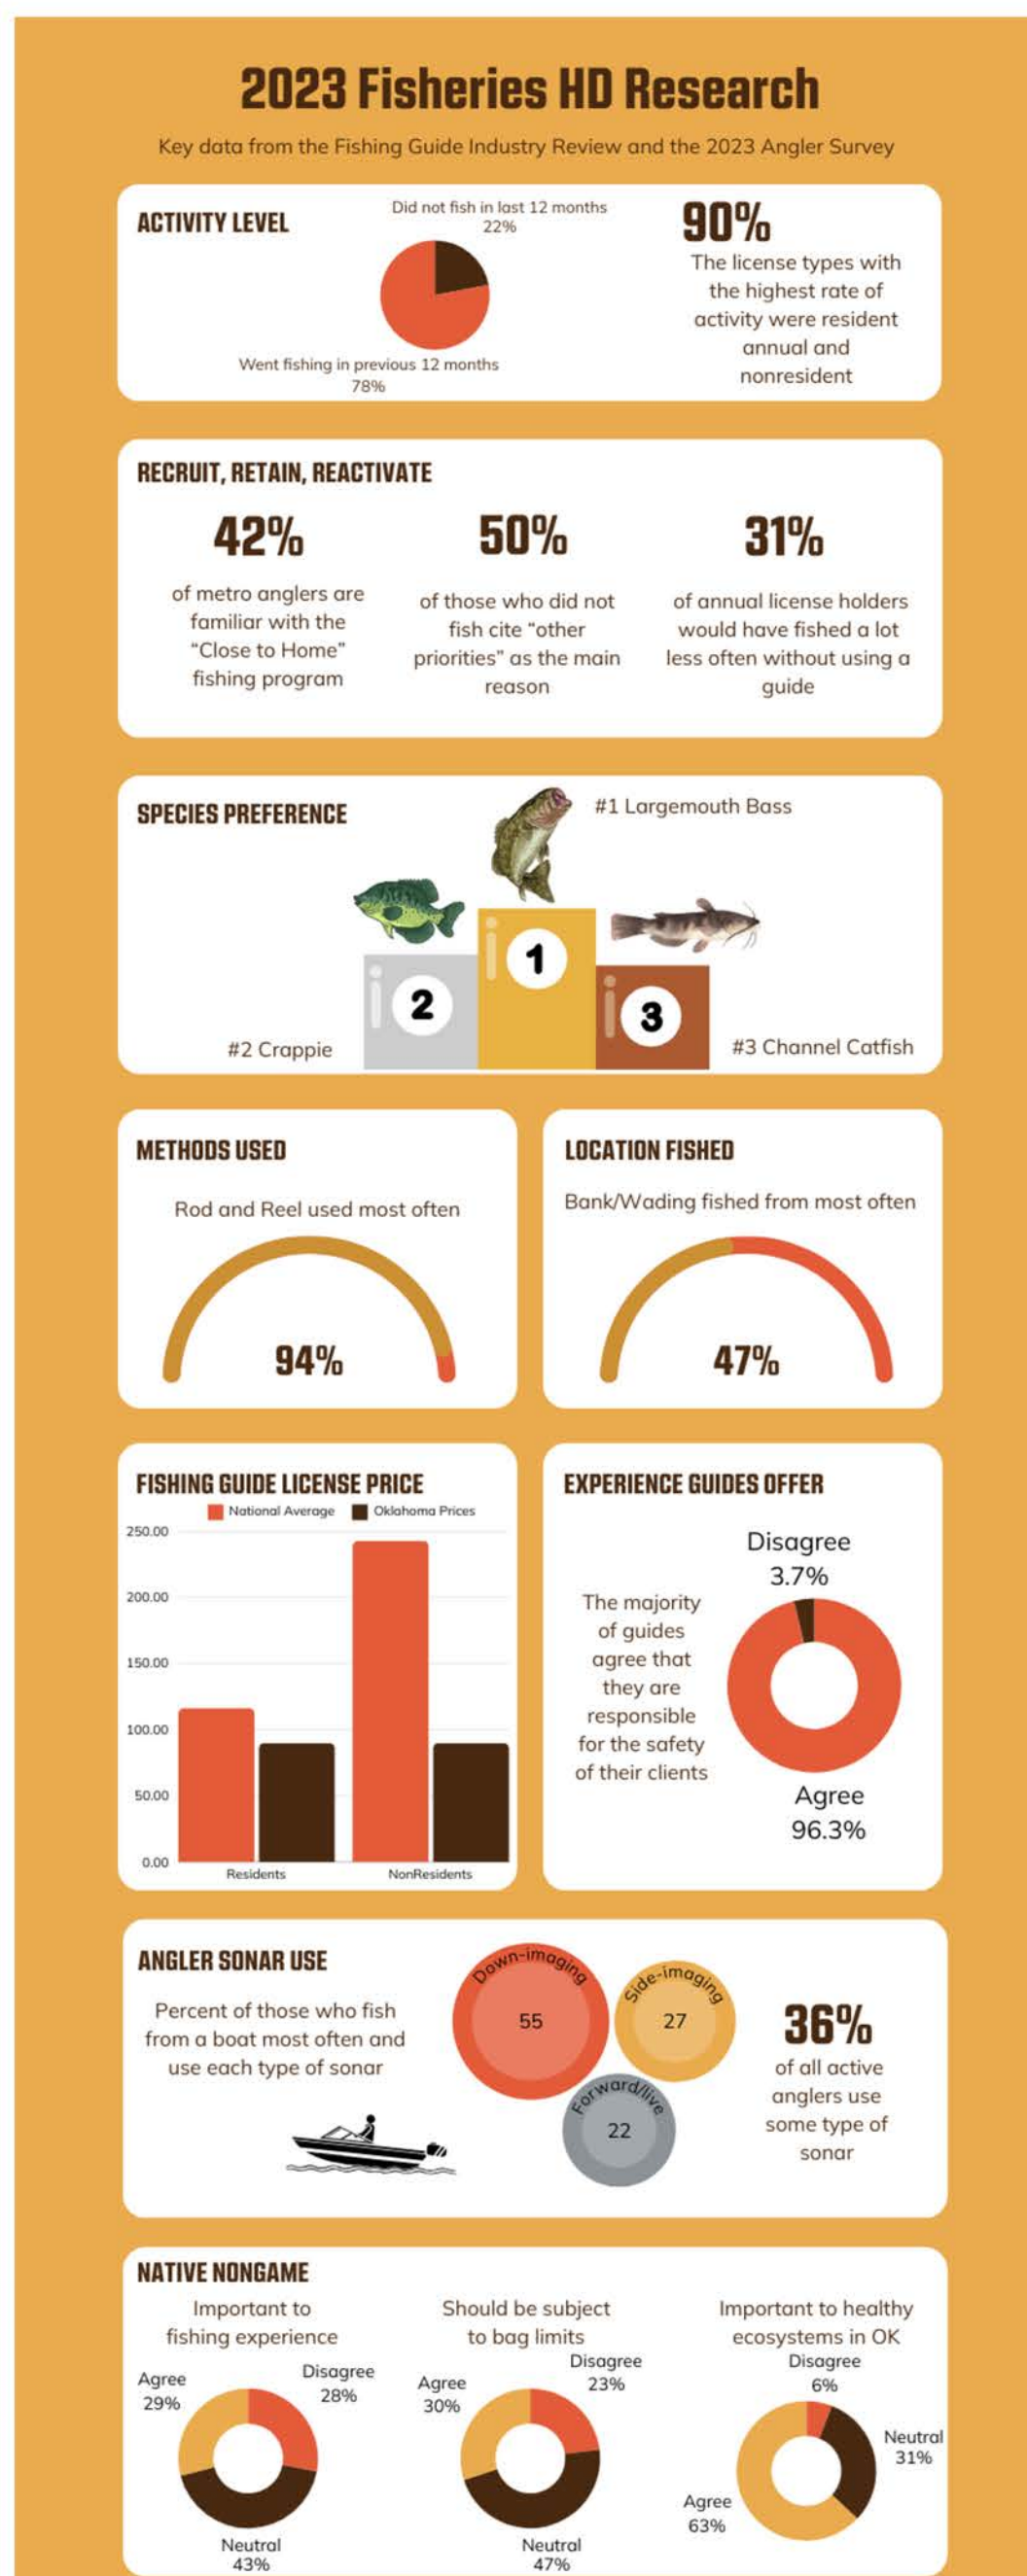 2023 Fisheries HD Research
Key data from the Fishing Guide Industry Review and the 2023 Angler Survey
ACTIVITY LEVEL
Did not fish in last 12 months
22%
Went fishing in previous 12 months
78%
90%
The license types with
the highest rate of
activity were resident
annual and
nonresident
RECRUIT, RETAIN, REACTIVATE
42%
of metro anglers are
familiar with the
"Close to Home"
fishing program
50%
of those who did not
fish cite "other
priorities" as the main
reason
31%
of annual license holders
would have fished a lot
less often without using a
guide
SPECIES PREFERENCE
#1 Largemouth Bass
1
2
3
#2 Crappie
#3 Channel Catfish
METHODS USED
Rod and Reel used most often
94%
LOCATION FISHED
Bank/Wading fished from most often
47%
FISHING GUIDE LICENSE PRICE
National Average
Oklahoma Prices
250.00
200.00
150.00
100.00
50.00
0.00
Residents
NonResidents
EXPERIENCE GUIDES OFFER
The majority
of guides
agree that
they are
responsible
for the safety
of their clients
Disagree
3.7%
Agree
96.3%
ANGLER SONAR USE
Percent of those who fish
from a boat most often and
use each type of sonar
Down-imaging
55
Side-imaging
27
Forward/live
22
36%
of all active
anglers use
some type of
sonar
NATIVE NONGAME
Important to
fishing experience
Agree
29%
Disagree
28%
Neutral
43%
Should be subject
to bag limits
Agree
30%
Disagree
23%
Neutral
47%
Important to healthy
ecosystems in OK
Disagree
6%
Neutral
31%
Agree
63%